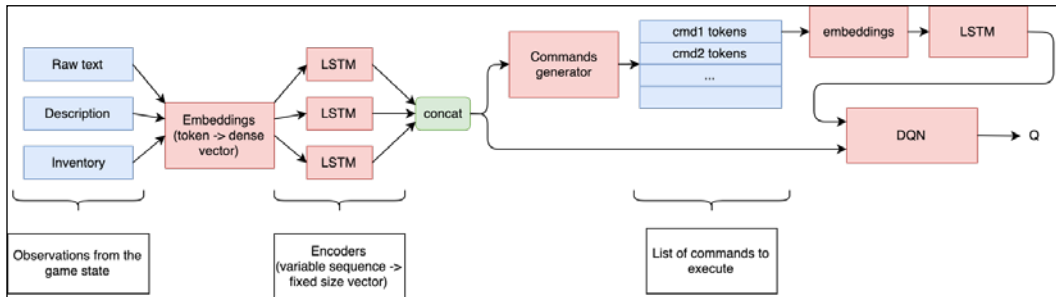 Raw text
Description
Inventory
Embeddings
(token -> dense
vector)
LSTM
LSTM
LSTM
concat
Commands
generator
cmd1 tokens
cmd2 tokens
...
embeddings
LSTM
DQN
Q
Observations from the
game state
Encoders
(variable sequence ->
fixed size vector)
List of commands to
execute